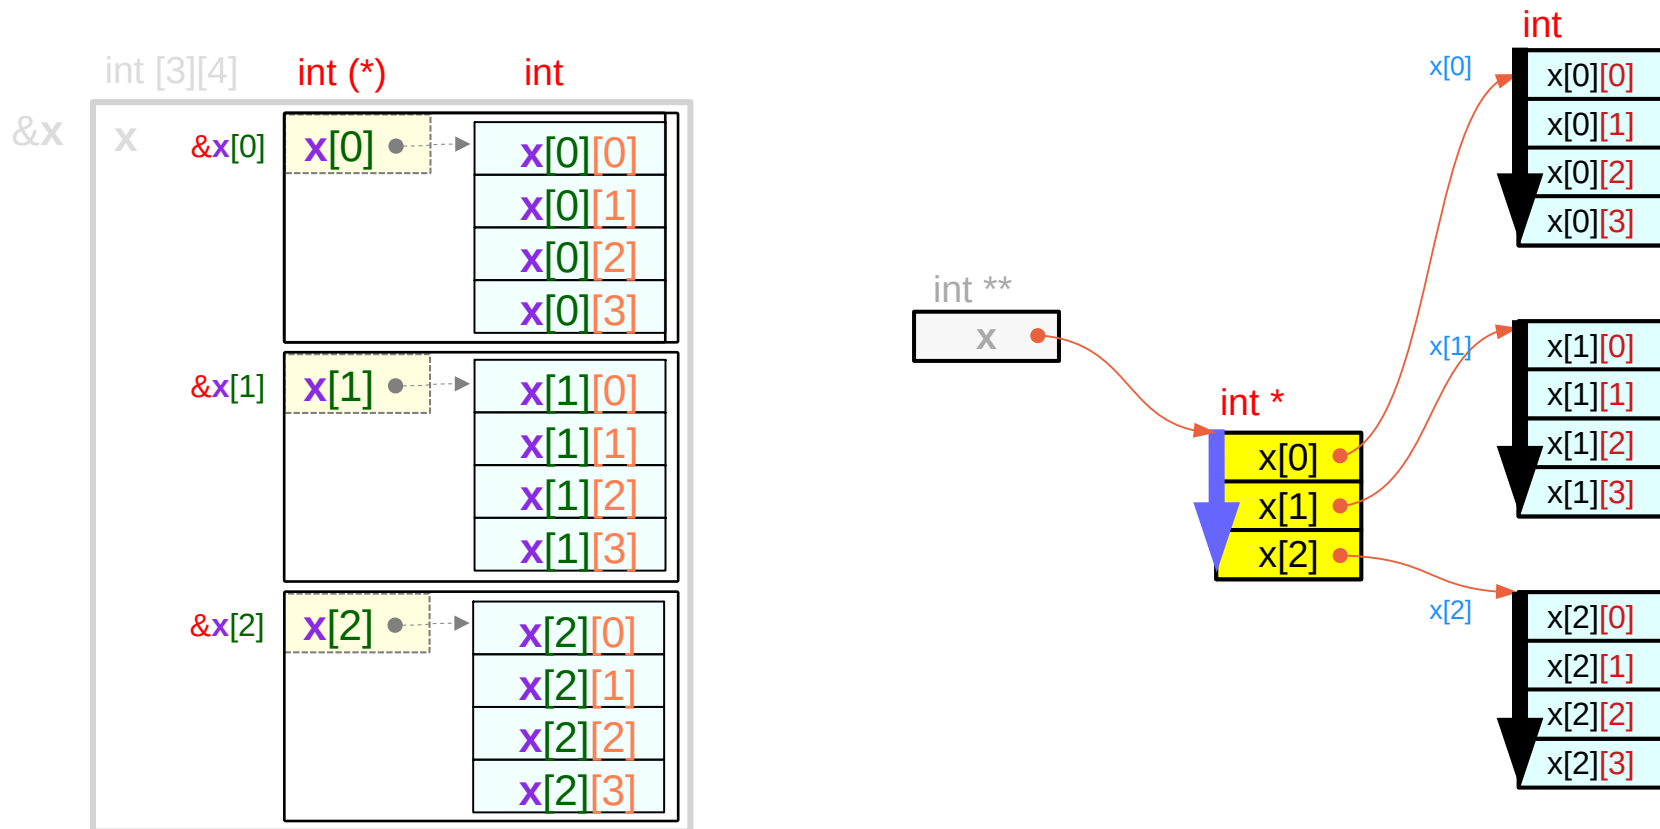 int [3][4] int (*) int
&x x &x[0] x[0] x[0][0]
x[0][1]
x[0][2]
x[0][3]
&x[1] x[1] x[1][0]
x[1][1]
x[1][2]
x[1][3]
&x[2] x[2] x[2][0]
x[2][1]
x[2][2]
x[2][3]
int **
x
int *
x[0]
x[1]
x[2]
int
x[0] x[0][0]
x[0][1]
x[0][2]
x[0][3]
x[1] x[1][0]
x[1][1]
x[1][2]
x[1][3]
x[2] x[2][0]
x[2][1]
x[2][2]
x[2][3]